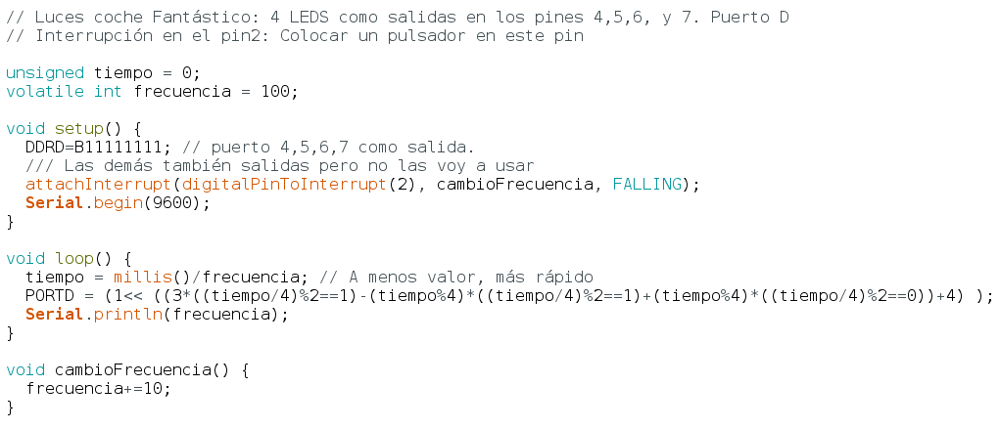 // Luces coche Fantástico: 4 LEDS como salidas en los pines 4,5,6, y 7. Puerto D
// Interrupción en el pin2: Colocar un pulsador en este pin

unsigned tiempo = 0;
volatile int frecuencia = 100;

void setup() {
  DDRD=B11111111; // puerto 4,5,6,7 como salida.
  /// Las demás también salidas pero no las voy a usar
  attachInterrupt(digitalPinToInterrupt(2), cambioFrecuencia, FALLING);
  Serial.begin(9600);
}

void loop() {
  tiempo = millis()/frecuencia; // A menos valor, más rápido
  PORTD = (1<< ((3*((tiempo/4)%2==1)-(tiempo%4)*((tiempo/4)%2==1)+(tiempo%4)*((tiempo/4)%2==0))+4) );
  Serial.println(frecuencia);
}

void cambioFrecuencia() {
  frecuencia+=10;
}